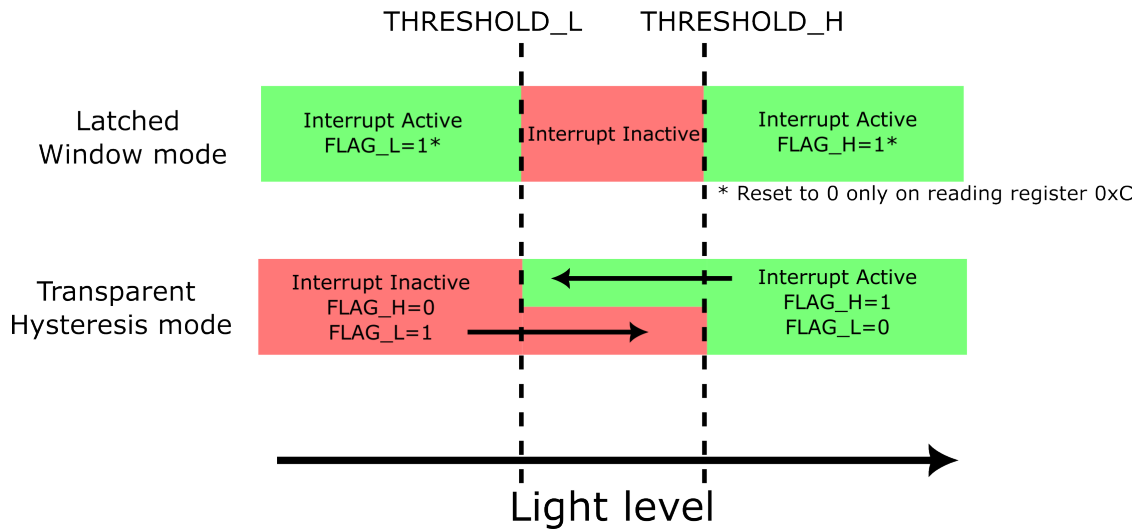 THRESHOLD_L
THRESHOLD_H
Latched
Window mode
Interrupt Active
FLAG_L=1*
Interrupt Inactive
Interrupt Active
FLAG_H=1*
* Reset to 0 only on reading register 0xC
Transparent
Hysteresis mode
Interrupt Inactive
FLAG_H=0
FLAG_L=1
Interrupt Active
FLAG_H=1
FLAG_L=0
Light level